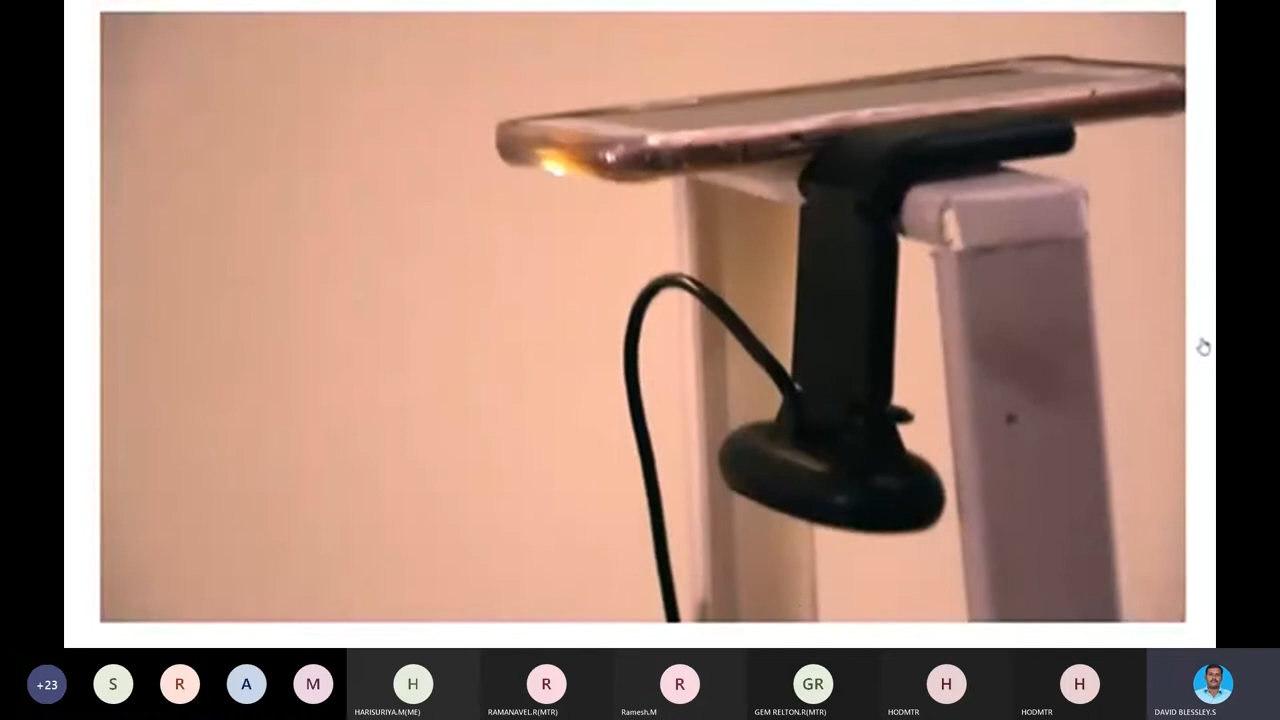 +23
S
R
A
M
H
R
R
GR
H
H
HARISURIYA.M(ME)
RAMANAVEL.R(MTR)
Ramesh.M
GEM RELTON.R(MTR)
HODMTR
HODMTR
DAVID BLESSLEY.S